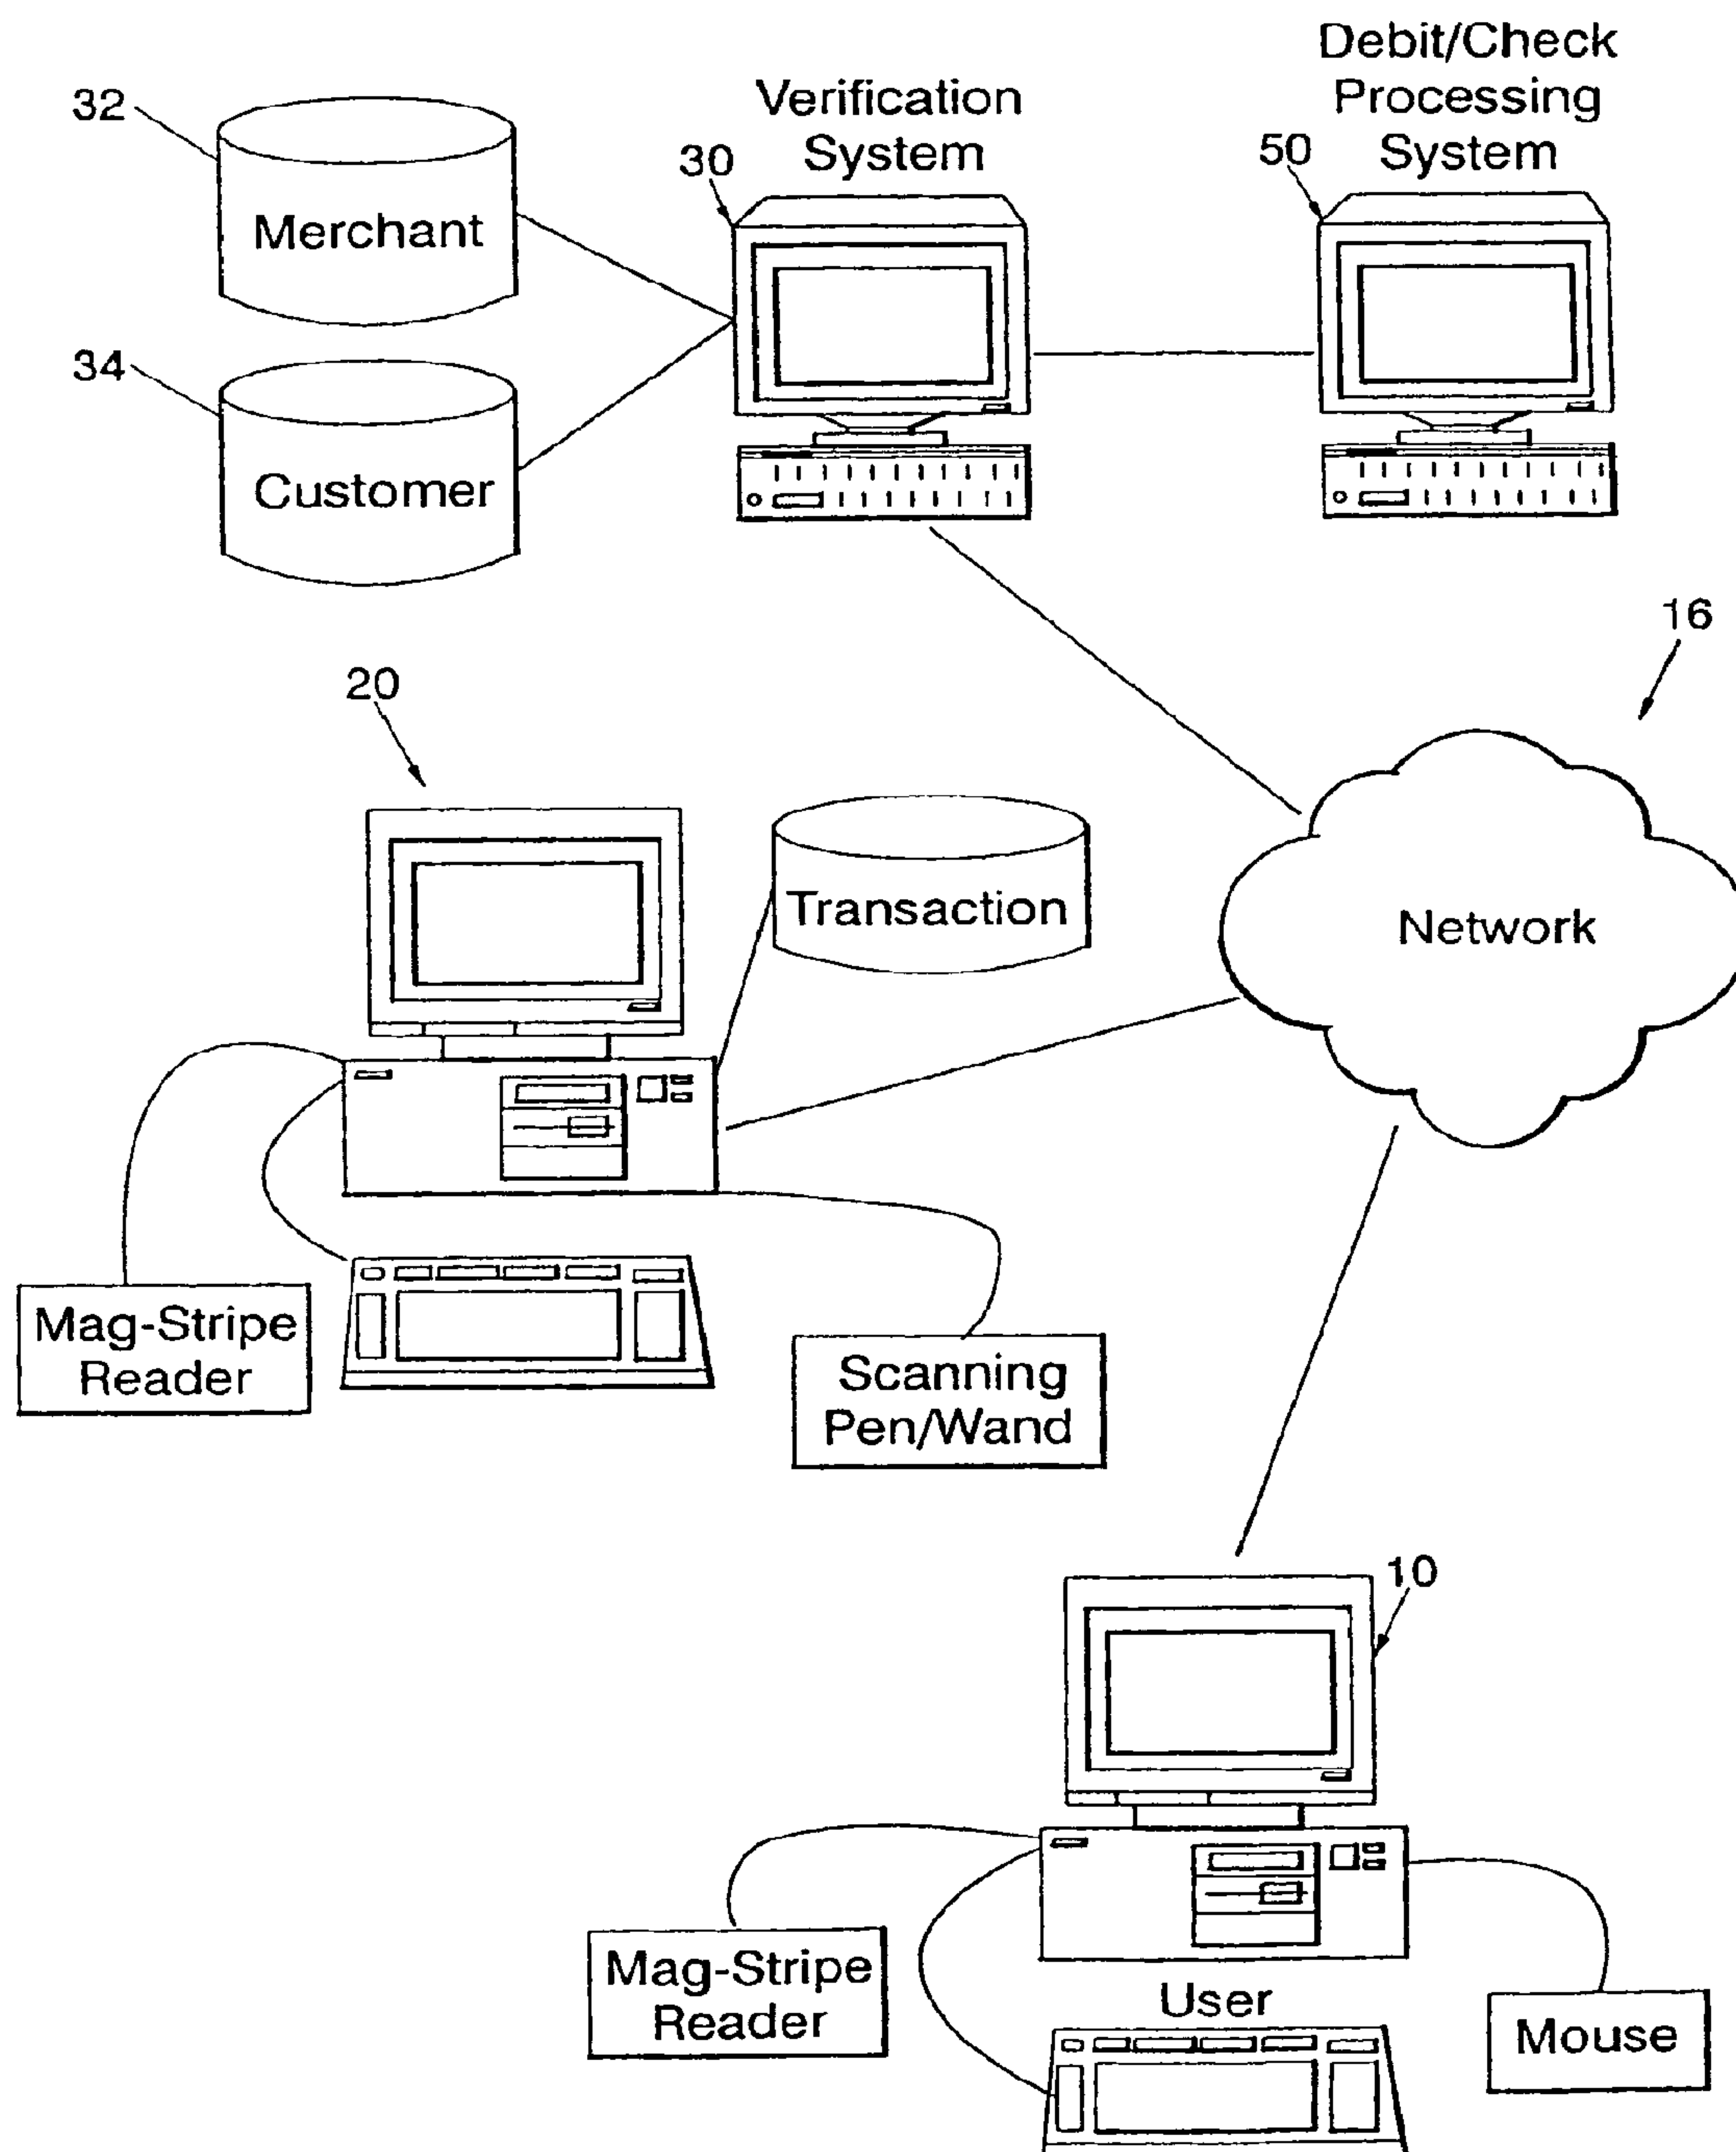 Debit/Check
Processing
System
50
Verification
System
30
32
Merchant
34
Customer
16
20
Transaction
Network
Mag-Stripe
Reader
Scanning
Pen/Wand
10
Mag-Stripe
Reader
User
Mouse